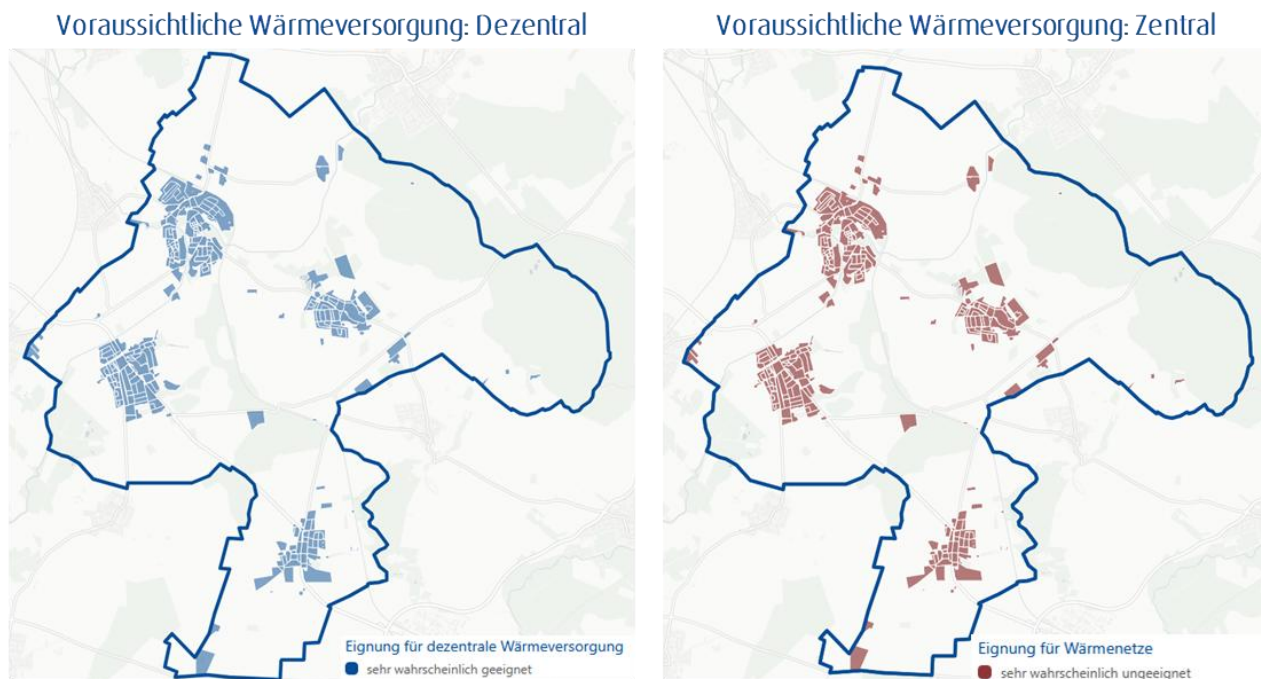 Voraussichtliche Wärmeversorgung: Dezentral
Voraussichtliche Wärmeversorgung: Zentral
Eignung für dezentrale Wärmeversorgung
sehr wahrscheinlich geeignet
Eignung für Wärmenetze
sehr wahrscheinlich ungeeignet